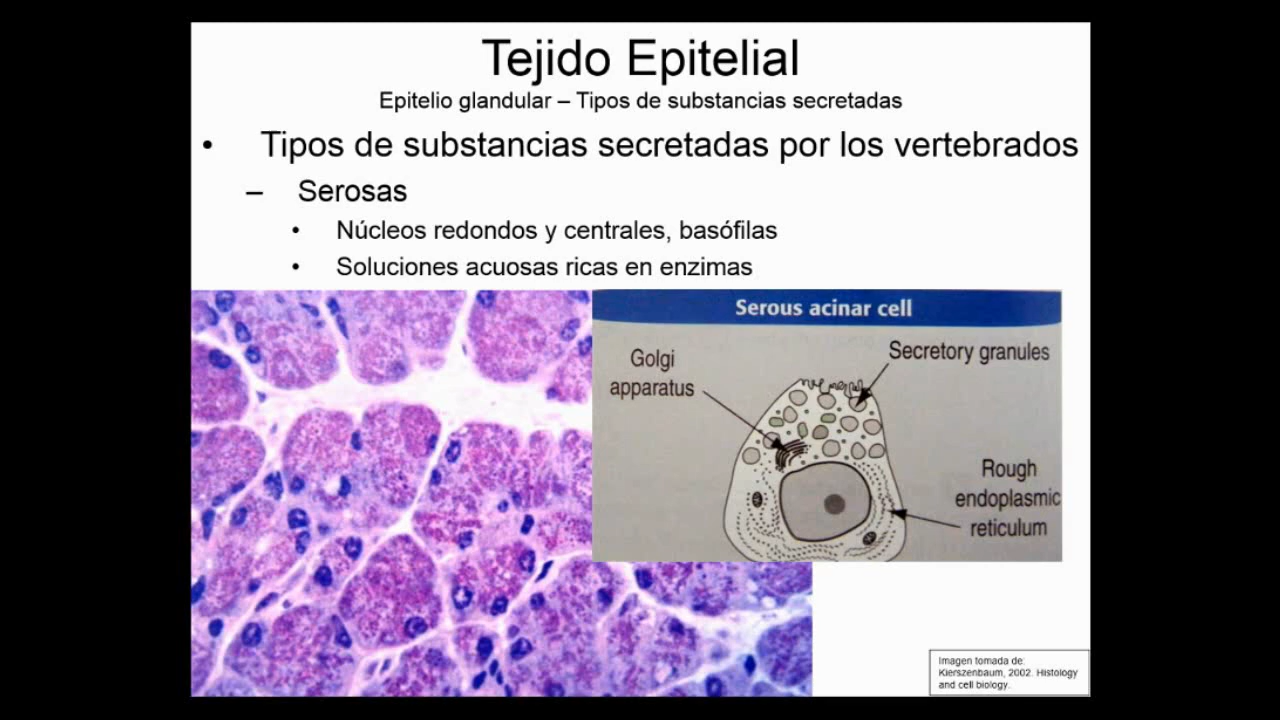 Tejido Epitelial
Epitelio glandular – Tipos de substancias secretadas
• Tipos de substancias secretadas por los vertebrados
– Serosas
• Núcleos redondos y centrales, basófilas
• Soluciones acuosas ricas en enzimas
Serous acinar cell
Golgi
apparatus
Secretory granules
Rough
endoplasmic
reticulum
Imagen tomada de:
Kierszenbaum, 2002. Histology
and cell biology.